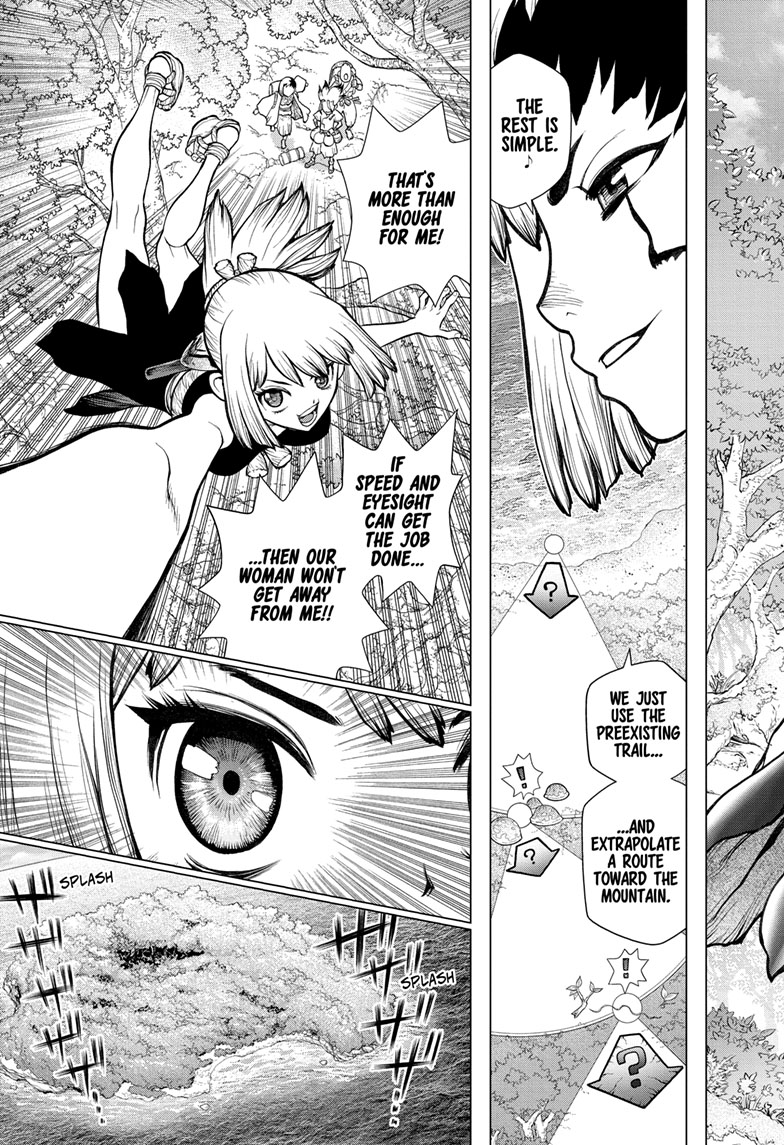 THE
REST IS
SIMPLE.
♪
?
WE JUST
USE THE
PREEXISTING
TRAIL...
!
?
...AND
EXTRAPOLATE
A ROUTE
TOWARD THE
MOUNTAIN.
!
?
THAT'S
MORE THAN
ENOUGH
FOR ME!
IF
SPEED AND
EYESIGHT
CAN GET
THE JOB
DONE...
...THEN OUR
WOMAN WON'T
GET AWAY
FROM ME!!
SPLASH
SPLASH